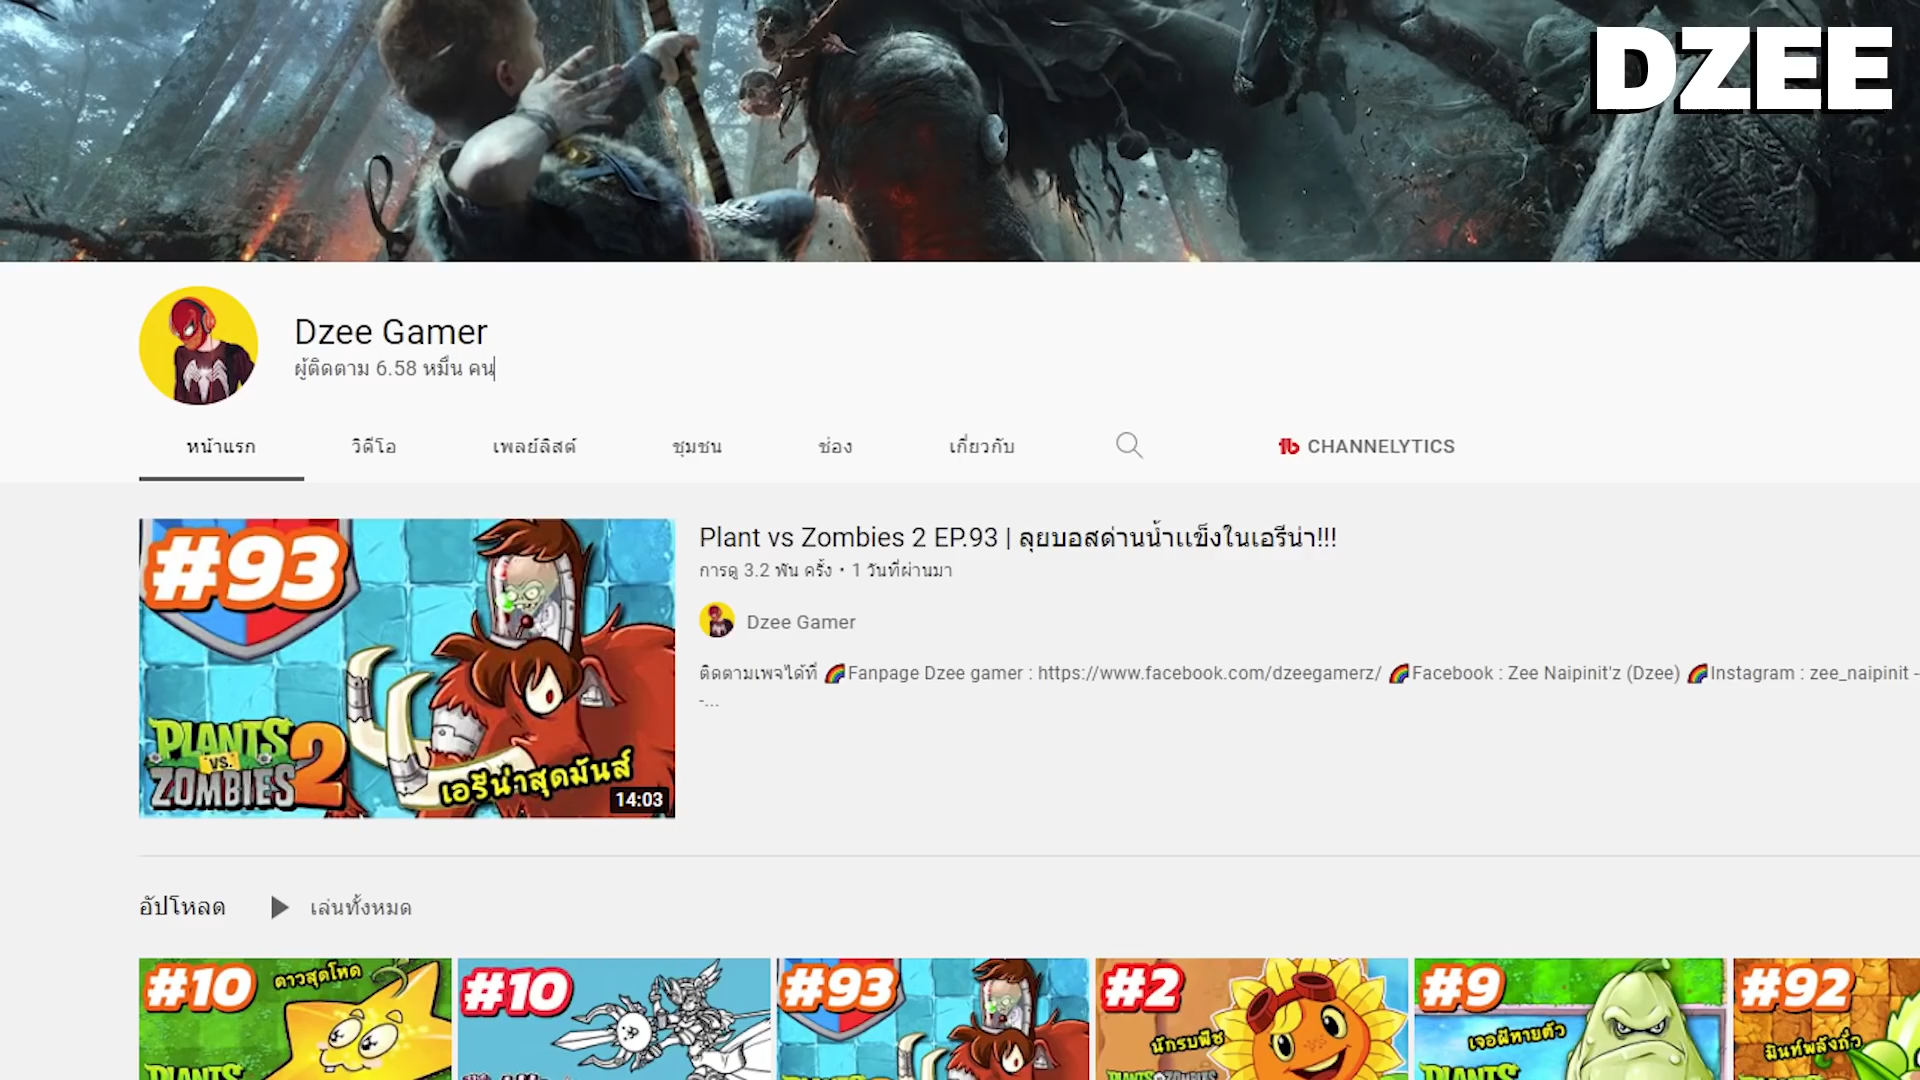 DZEE
Dzee Gamer
ผู้ติดตาม 6.58 หมื่น คน
หน้าแรก
วิดีโอ
เพลย์ลิสต์
ชุมชน
ช่อง
เกี่ยวกับ
CHANNELYTICS
#93
PLANTS
VS.
ZOMBIES 2
เอรีน่าสุดมันส์
14:03
Plant vs Zombies 2 EP.93 | ลุยบอสด่านน้ำแข็งในเอรีน่า!!!
การดู 3.2 พัน ครั้ง • 1 วันที่ผ่านมา
Dzee Gamer
ติดตามเพจได้ที่ 🌈Fanpage Dzee gamer : https://www.facebook.com/dzeegamerz/ 🌈Facebook : Zee Naipinit'z (Dzee) 🌈Instagram : zee_naipinit -
-...
อัปโหลด
เล่นทั้งหมด
#10
ดาวสุดโหด
PLANTS
#10
#93
PLANTS
#2
นักรบพืช
PLANTS ZOMBIES
#9
เจอผีหายตัว
PLANTS
#92
มินท์พลังถั่ว